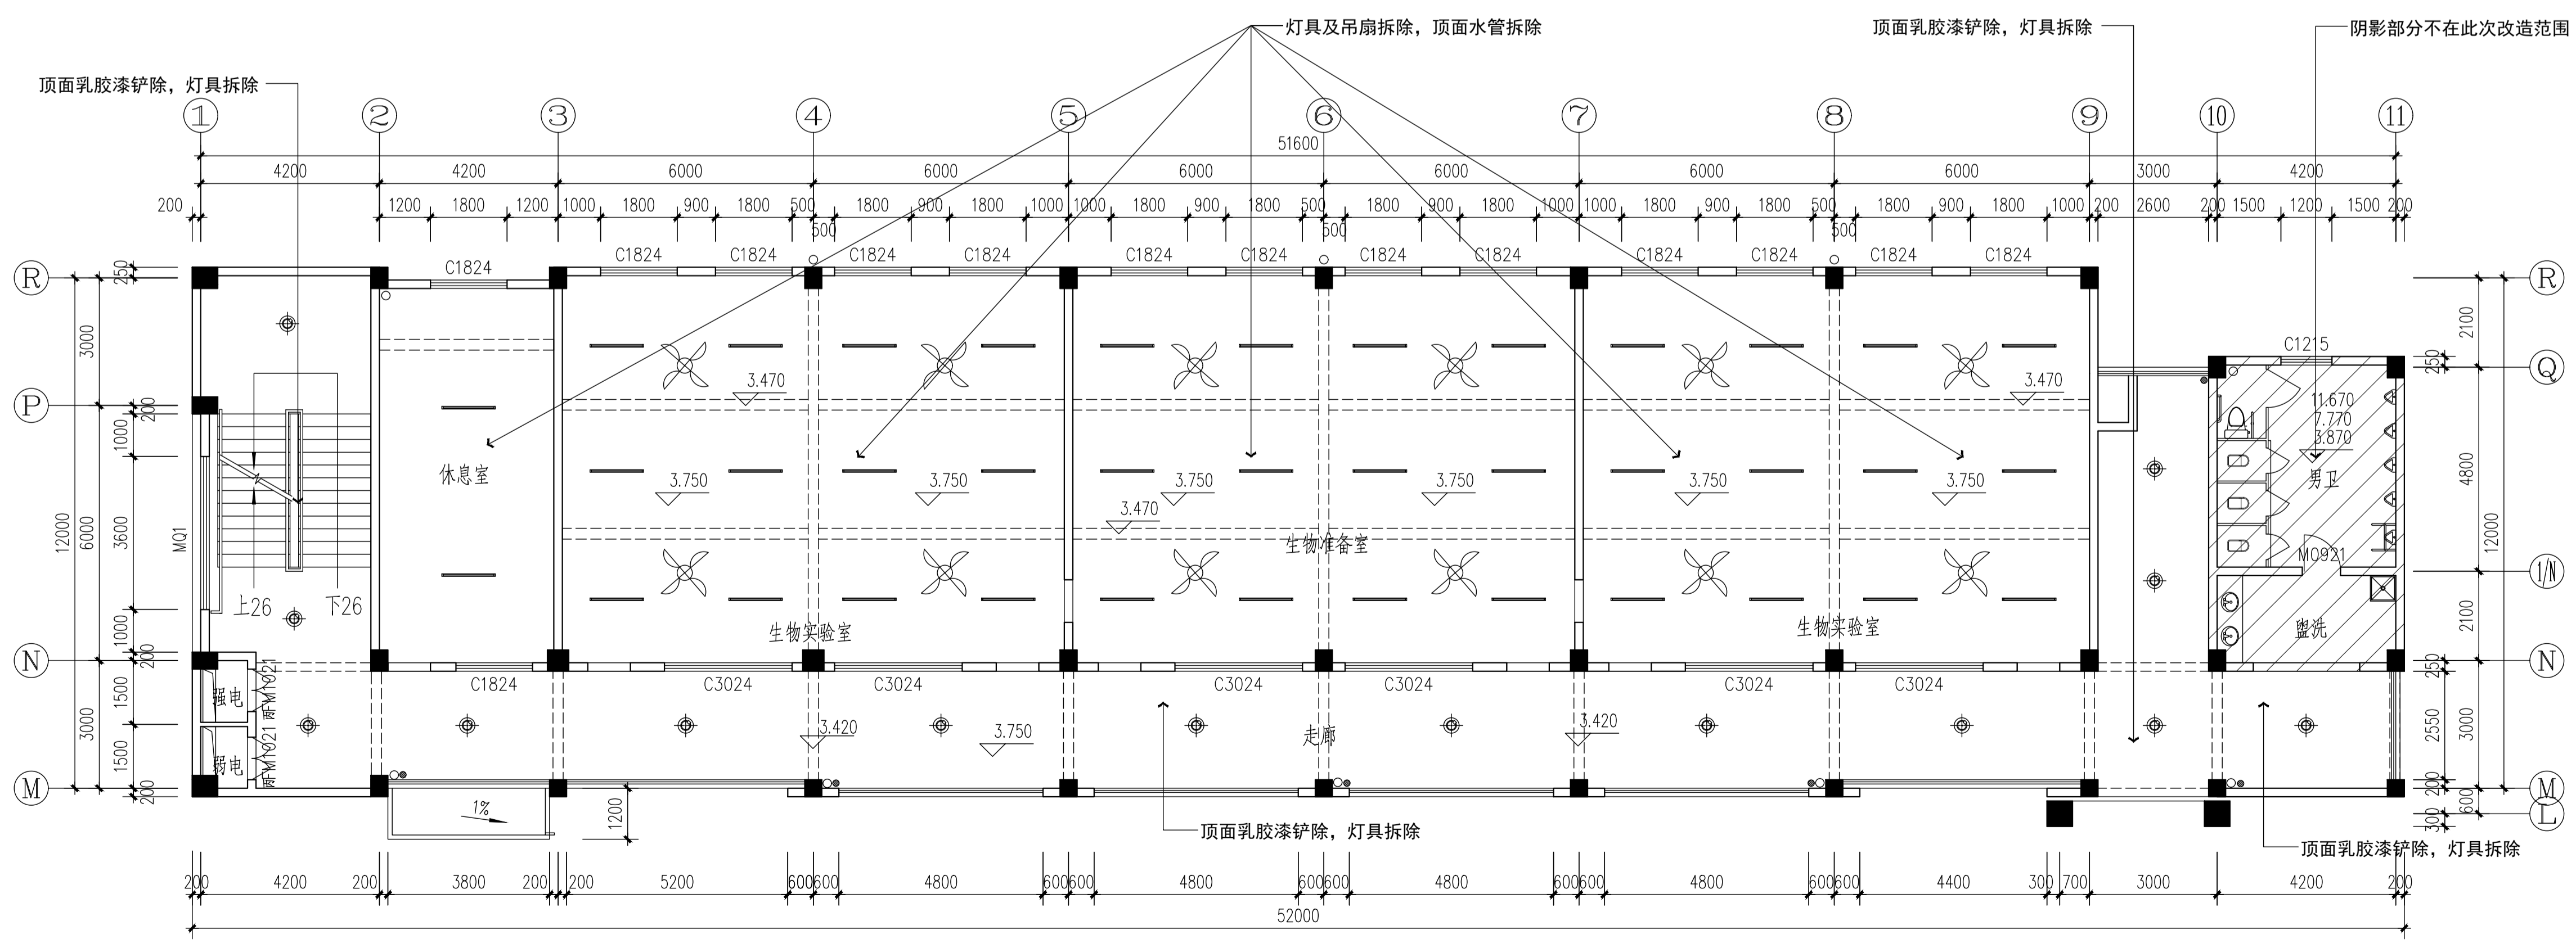 灯具及吊扇拆除，顶面水管拆除
顶面乳胶漆铲除，灯具拆除
阴影部分不在此次改造范围
顶面乳胶漆铲除，灯具拆除
1 2 3 4 5 6 7 8 9 10 11
51600
4200 4200 6000 6000 6000 6000 6000 6000 3000 4200
200 1200 1800 1200 1000 1800 900 1800 500 1800 900 1800 1000 1000 1800 900 1800 500 1800 900 1800 1000 1000 1800 900 1800 500 1800 900 1800 1000 200 2600 200 1500 1200 1500 200
500 500 500
C1824 C1824 C1824 C1824 C1824 C1824 C1824 C1824 C1824 C1824 C1824 C1824 C1824
R 250 R
2100
3000
C1215
250 Q
3.470 3.470
P 200
11.670
7.770
3.870
1000
4800
休息室 男卫
3.750 3.750 3.750 3.750 3.750 3.750
3.470
12000 6000 3600 MQ1 12000
生物准备室
M0921
1/N
上26 下26
1000
2100
生物实验室 生物实验室 盥洗
N 200 250 N
C1824 C3024 C3024 C3024 C3024 C3024 C3024
强电 丙FM1021
1500
3.420 3.750 走廊 3.420
3000 2550 3000
弱电 丙FM1021
1500
M 200 200 M
1% 1200
600
300 L
顶面乳胶漆铲除，灯具拆除
顶面乳胶漆铲除，灯具拆除
200 4200 200 3800 200 200 5200 600 600 4800 600 600 4800 600 600 4800 600 600 4800 600 600 4400 300 700 3000 4200 200
52000